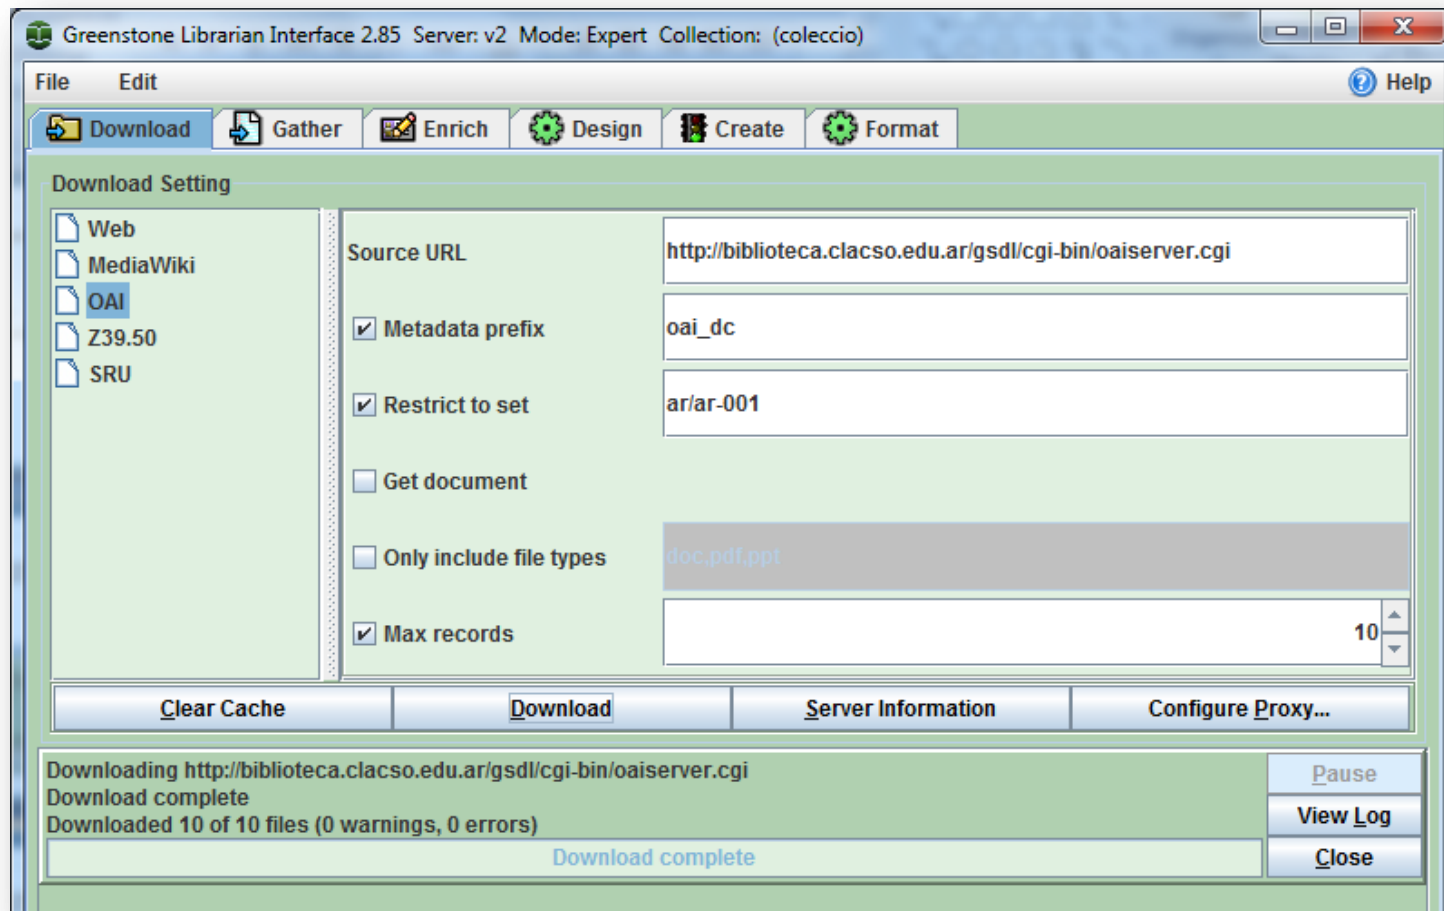 Greenstone Librarian Interface 2.85 Server: v2 Mode: Expert Collection: (coleccio)
File Edit Help
Download Gather Enrich Design Create Format
Download Setting
Web
MediaWiki
OAI
Z39.50
SRU
Source URL http://biblioteca.clacso.edu.ar/gsdl/cgi-bin/oaiserver.cgi
Metadata prefix oai_dc
Restrict to set ar/ar-001
Get document
Only include file types doc,pdf,ppt
Max records 10
Clear Cache Download Server Information Configure Proxy...
Downloading http://biblioteca.clacso.edu.ar/gsdl/cgi-bin/oaiserver.cgi
Download complete
Downloaded 10 of 10 files (0 warnings, 0 errors)
Download complete
Pause
View Log
Close